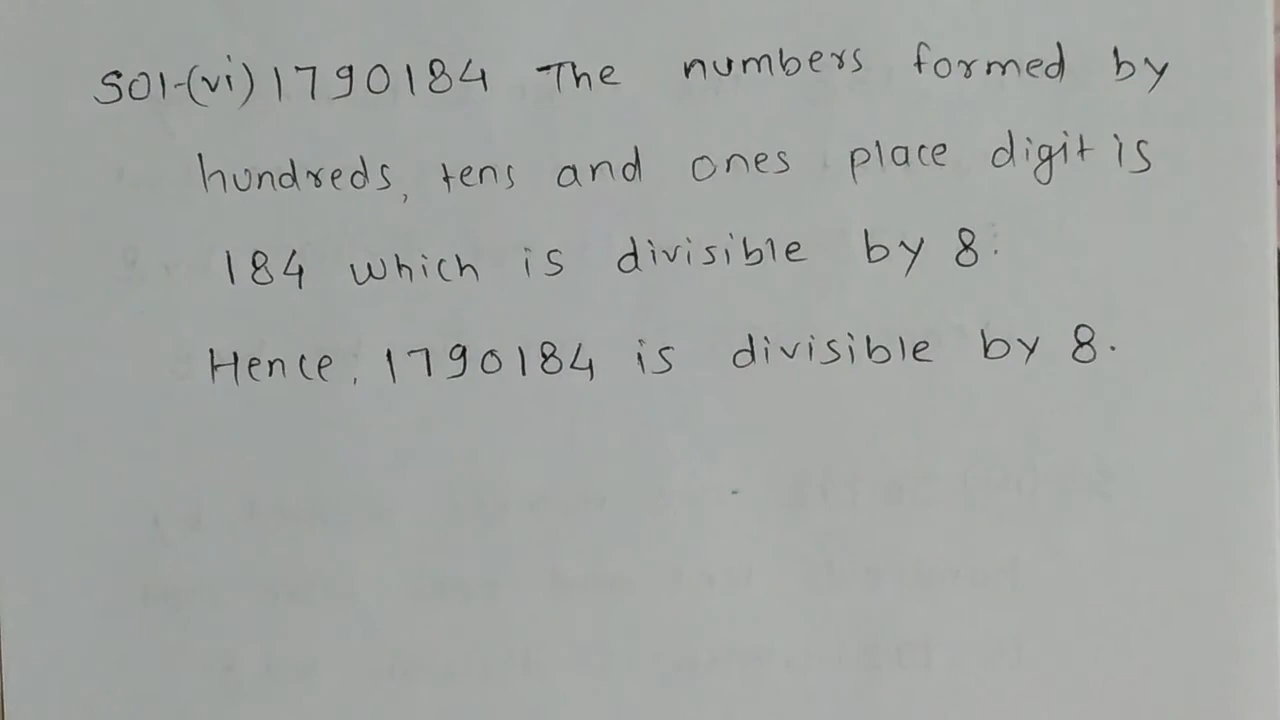 Sol-(vi) 1790184 The numbers formed by
hundreds, tens and ones place digit is
184 which is divisible by 8.
Hence, 1790184 is divisible by 8.